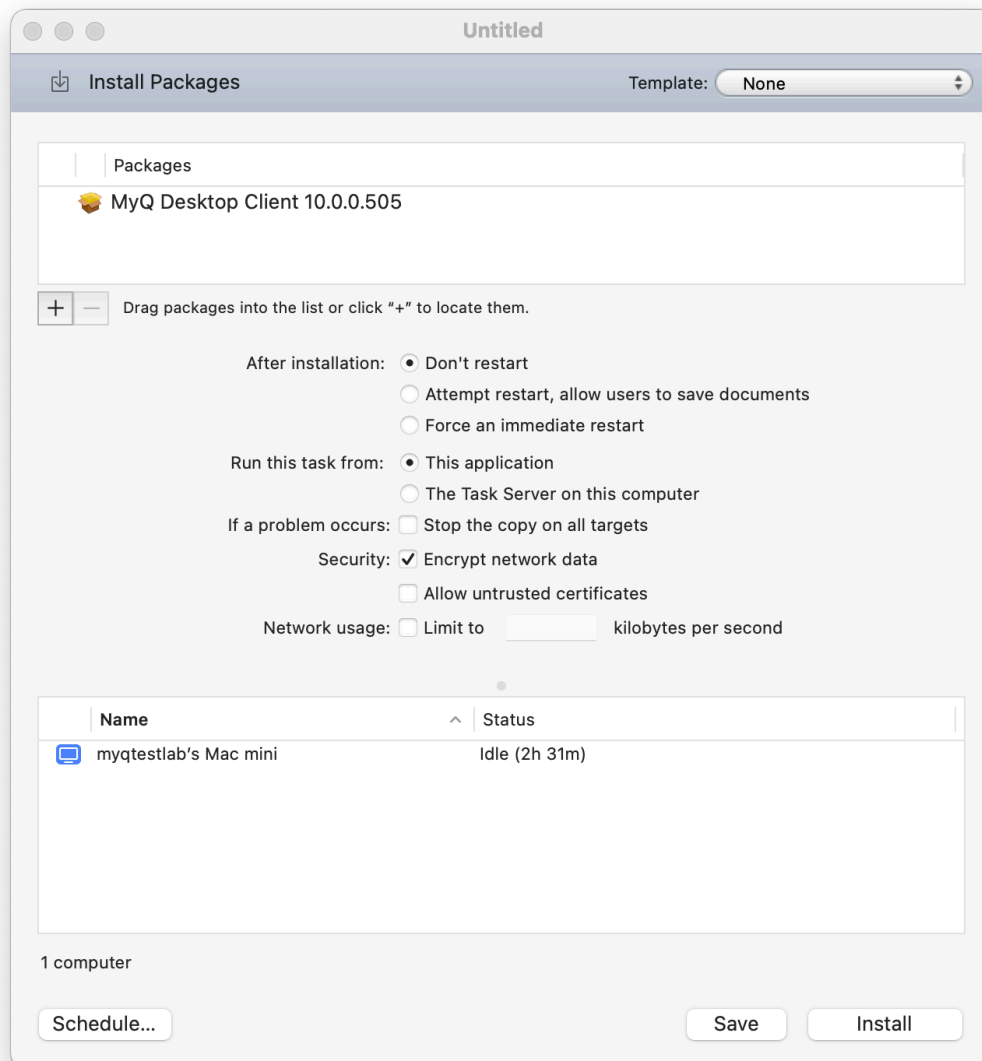 Untitled
Install Packages
Template: None
Packages
MyQ Desktop Client 10.0.0.505
+ − Drag packages into the list or click “+” to locate them.
After installation: Don't restart
Attempt restart, allow users to save documents
Force an immediate restart
Run this task from: This application
The Task Server on this computer
If a problem occurs: Stop the copy on all targets
Security: Encrypt network data
Allow untrusted certificates
Network usage: Limit to kilobytes per second
Name Status
myqtestlab’s Mac mini Idle (2h 31m)
1 computer
Schedule... Save Install